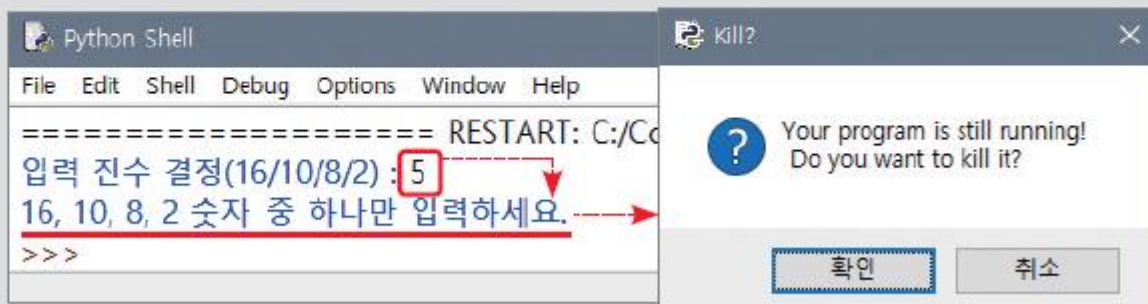 Python Shell
File Edit Shell Debug Options Window Help
==================== RESTART: C:/Co
입력 진수 결정(16/10/8/2) : 5
16, 10, 8, 2 숫자 중 하나만 입력하세요.
>>>
Kill?
Your program is still running!
Do you want to kill it?
확인
취소